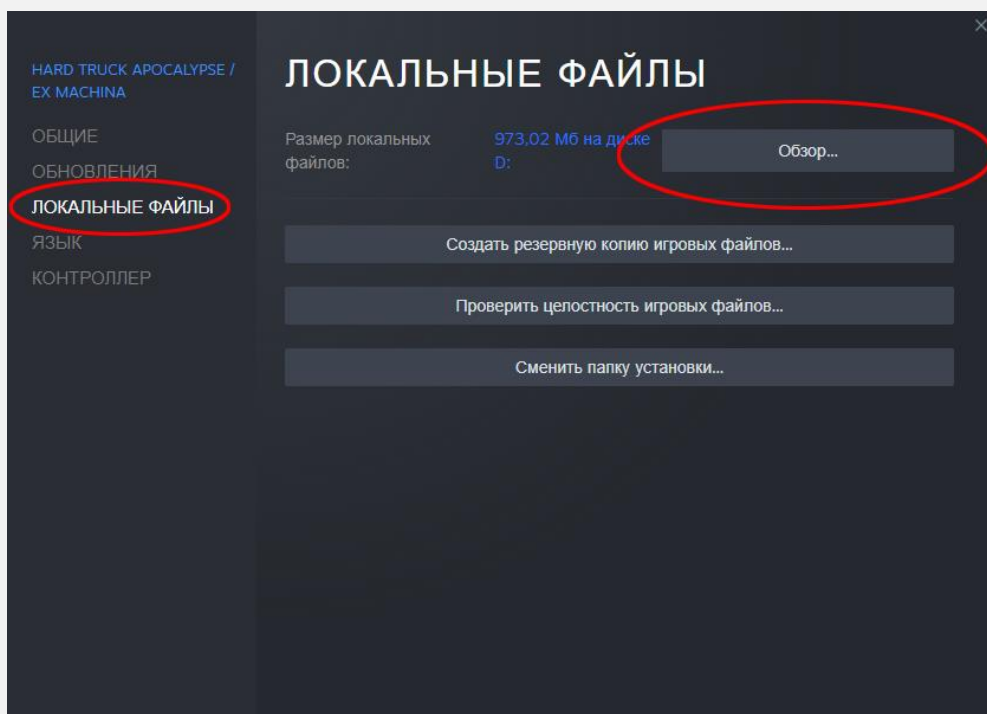 HARD TRUCK APOCALYPSE /
EX MACHINA
ОБЩИЕ
ОБНОВЛЕНИЯ
ЛОКАЛЬНЫЕ ФАЙЛЫ
ЯЗЫК
КОНТРОЛЛЕР
ЛОКАЛЬНЫЕ ФАЙЛЫ
Размер локальных
файлов:
973,02 Мб на диске
D:
Обзор...
Создать резервную копию игровых файлов...
Проверить целостность игровых файлов...
Сменить папку установки...